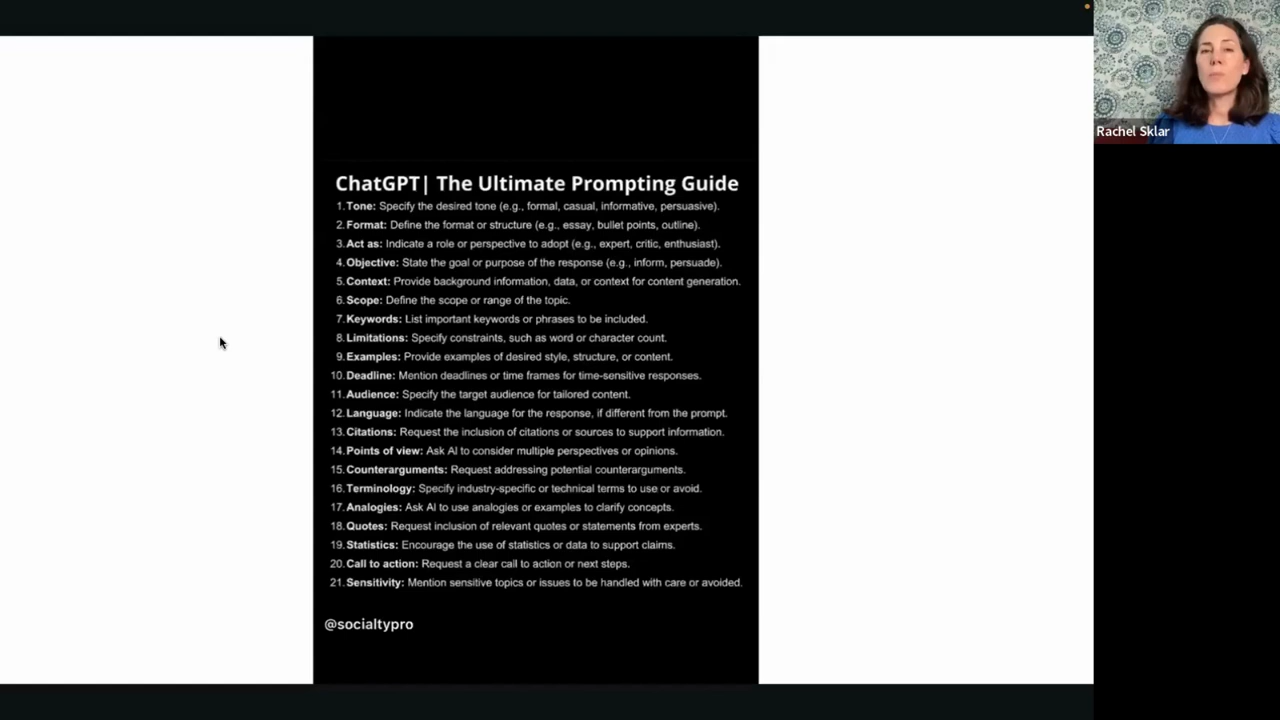 ChatGPT| The Ultimate Prompting Guide
1. Tone: Specify the desired tone (e.g., formal, casual, informative, persuasive).
2. Format: Define the format or structure (e.g., essay, bullet points, outline).
3. Act as: Indicate a role or perspective to adopt (e.g., expert, critic, enthusiast).
4. Objective: State the goal or purpose of the response (e.g., inform, persuade).
5. Context: Provide background information, data, or context for content generation.
6. Scope: Define the scope or range of the topic.
7. Keywords: List important keywords or phrases to be included.
8. Limitations: Specify constraints, such as word or character count.
9. Examples: Provide examples of desired style, structure, or content.
10. Deadline: Mention deadlines or time frames for time-sensitive responses.
11. Audience: Specify the target audience for tailored content.
12. Language: Indicate the language for the response, if different from the prompt.
13. Citations: Request the inclusion of citations or sources to support information.
14. Points of view: Ask AI to consider multiple perspectives or opinions.
15. Counterarguments: Request addressing potential counterarguments.
16. Terminology: Specify industry-specific or technical terms to use or avoid.
17. Analogies: Ask AI to use analogies or examples to clarify concepts.
18. Quotes: Request inclusion of relevant quotes or statements from experts.
19. Statistics: Encourage the use of statistics or data to support claims.
20. Call to action: Request a clear call to action or next steps.
21. Sensitivity: Mention sensitive topics or issues to be handled with care or avoided.
@socialtypro
Rachel Sklar